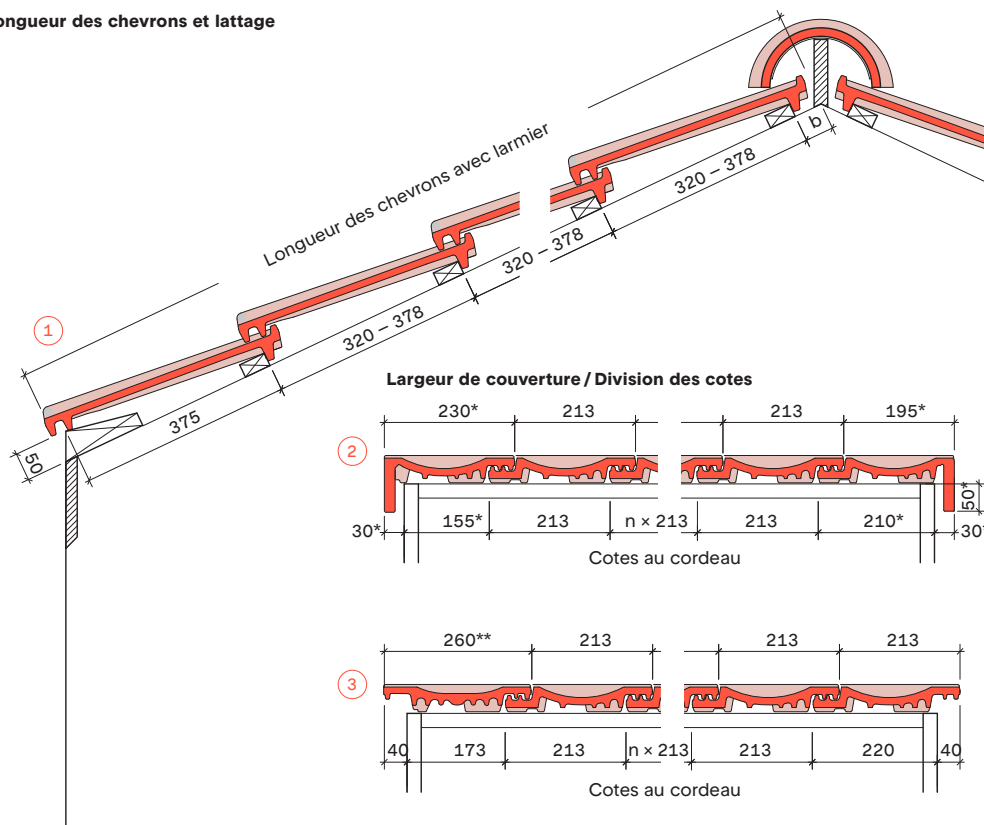 ongueur des chevrons et lattage
Longueur des chevrons avec larmier
b
320 – 378
320 – 378
320 – 378
375
50
1
Largeur de couverture / Division des cotes
230* 213 213 195*
2
50*
30* 155* 213 n × 213 213 210* 30*
Cotes au cordeau
260** 213 213 213
3
40 173 213 n × 213 213 220 40
Cotes au cordeau